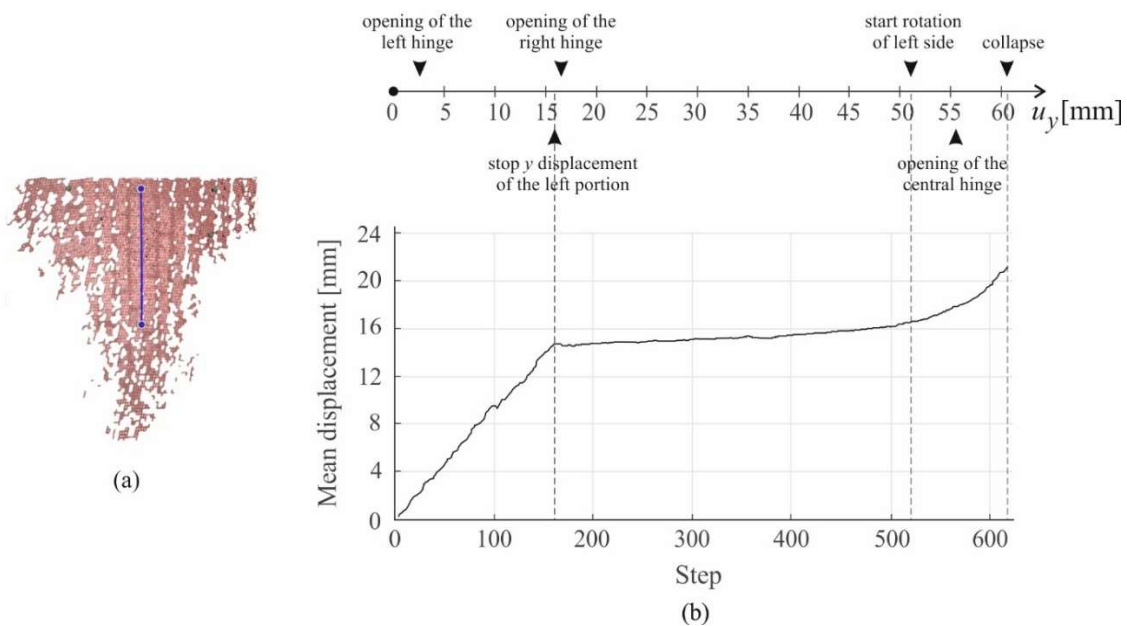 opening of the
left hinge
opening of the
right hinge
start rotation
of left side
collapse
0 5 10 15 20 25 30 35 40 45 50 55 60 u_y [mm]
stop y displacement
of the left portion
opening of the
central hinge
(a)
Mean displacement [mm]
24
20
16
12
8
4
0
0 100 200 300 400 500 600
Step
(b)